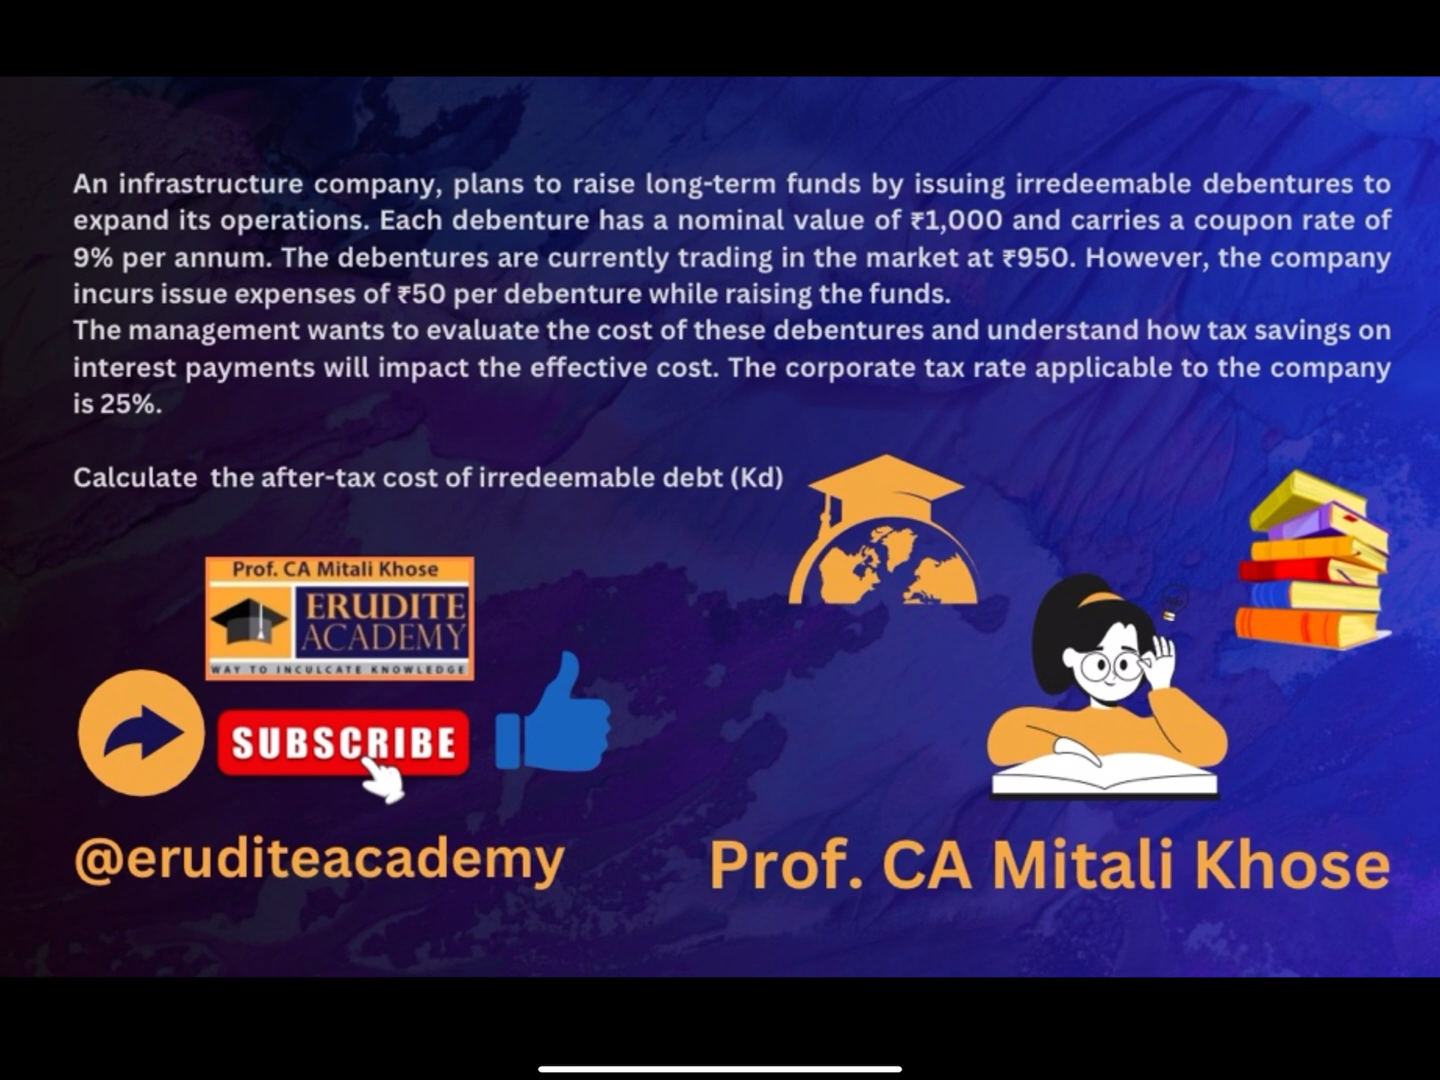 An infrastructure company, plans to raise long-term funds by issuing irredeemable debentures to
expand its operations. Each debenture has a nominal value of ₹1,000 and carries a coupon rate of
9% per annum. The debentures are currently trading in the market at ₹950. However, the company
incurs issue expenses of ₹50 per debenture while raising the funds.
The management wants to evaluate the cost of these debentures and understand how tax savings on
interest payments will impact the effective cost. The corporate tax rate applicable to the company
is 25%.
Calculate  the after-tax cost of irredeemable debt (Kd)
Prof. CA Mitali Khose
ERUDITE
ACADEMY
WAY TO INCULCATE KNOWLEDGE
SUBSCRIBE
@eruditeacademy
Prof. CA Mitali Khose